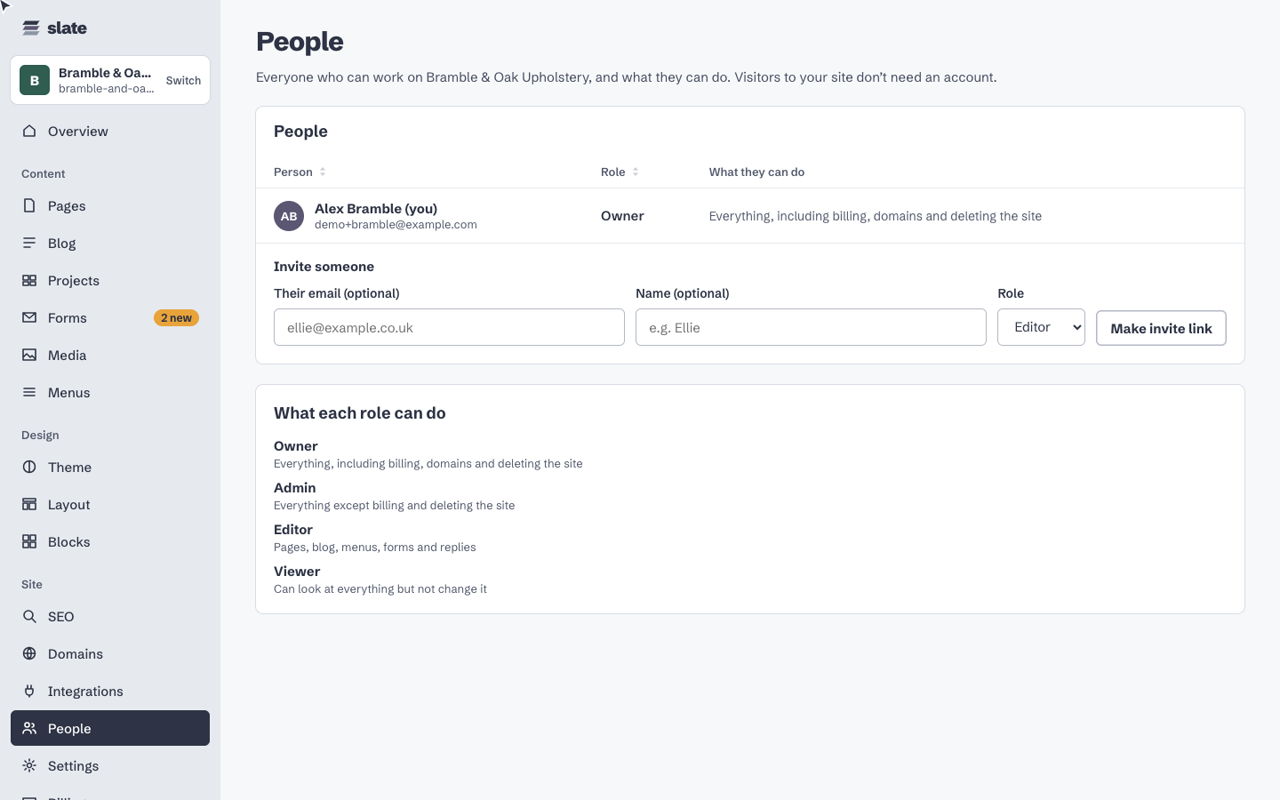 slate
B
Bramble & Oa...
bramble-and-oa...
Switch
Overview
Content
Pages
Blog
Projects
Forms
2 new
Media
Menus
Design
Theme
Layout
Blocks
Site
SEO
Domains
Integrations
People
Settings
People
Everyone who can work on Bramble & Oak Upholstery, and what they can do. Visitors to your site don’t need an account.
People
Person
Role
What they can do
AB
Alex Bramble (you)
demo+bramble@example.com
Owner
Everything, including billing, domains and deleting the site
Invite someone
Their email (optional)
Name (optional)
Role
ellie@example.co.uk
e.g. Ellie
Editor
Make invite link
What each role can do
Owner
Everything, including billing, domains and deleting the site
Admin
Everything except billing and deleting the site
Editor
Pages, blog, menus, forms and replies
Viewer
Can look at everything but not change it